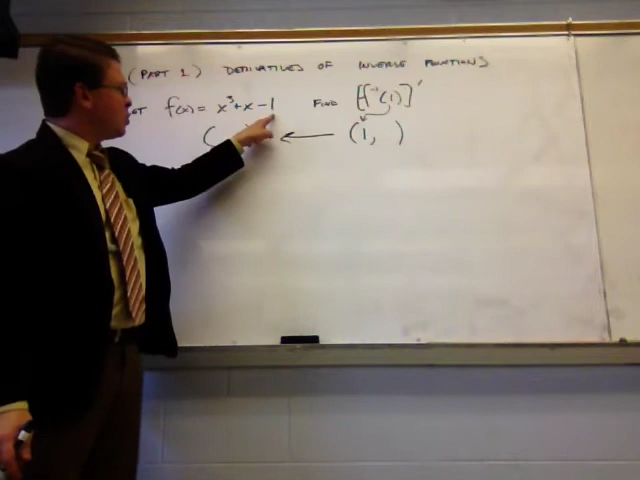 (PART 1) DERIVATIVES OF INVERSE FUNCTIONS
f(x) = x³+x-1 FIND [f⁻¹(1)]'
( ) ← (1, )